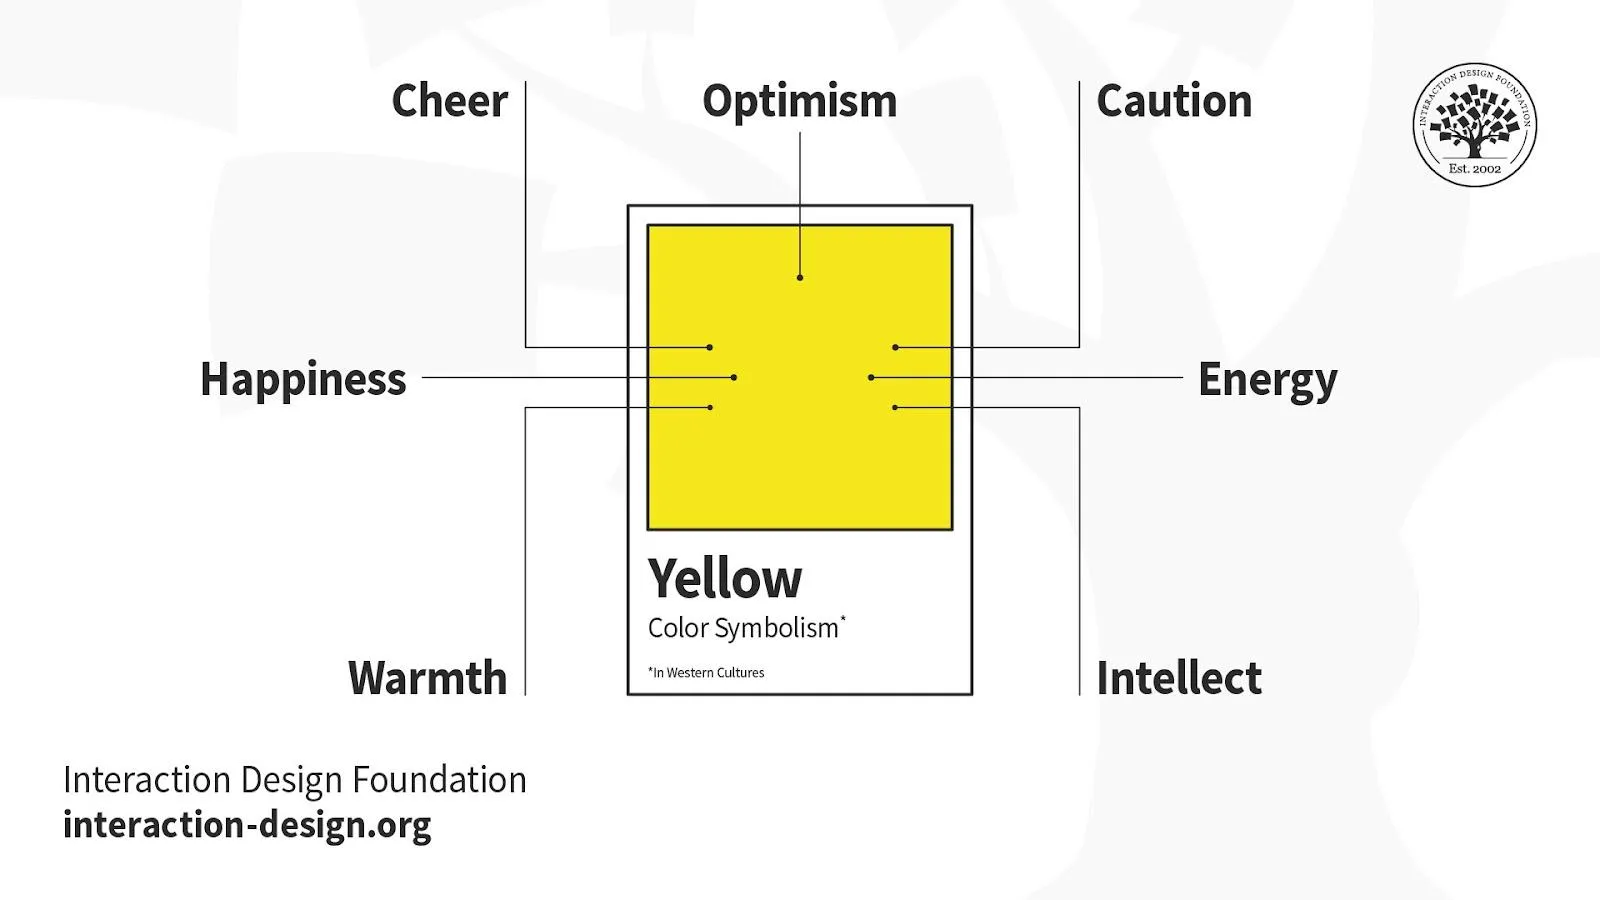 Cheer
Optimism
Caution
INTERACTION DESIGN FOUNDATION
Est. 2002
Happiness
Energy
Yellow
Color Symbolism*
*In Western Cultures
Warmth
Intellect
Interaction Design Foundation
interaction-design.org